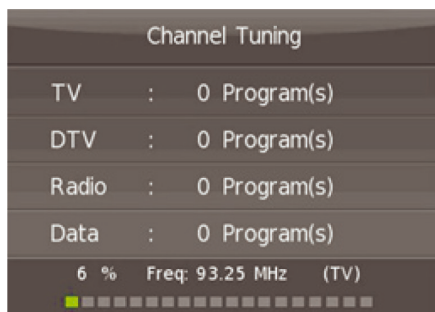 Channel Tuning
TV : 0 Program(s)
DTV : 0 Program(s)
Radio : 0 Program(s)
Data : 0 Program(s)
6 % Freq: 93.25 MHz (TV)